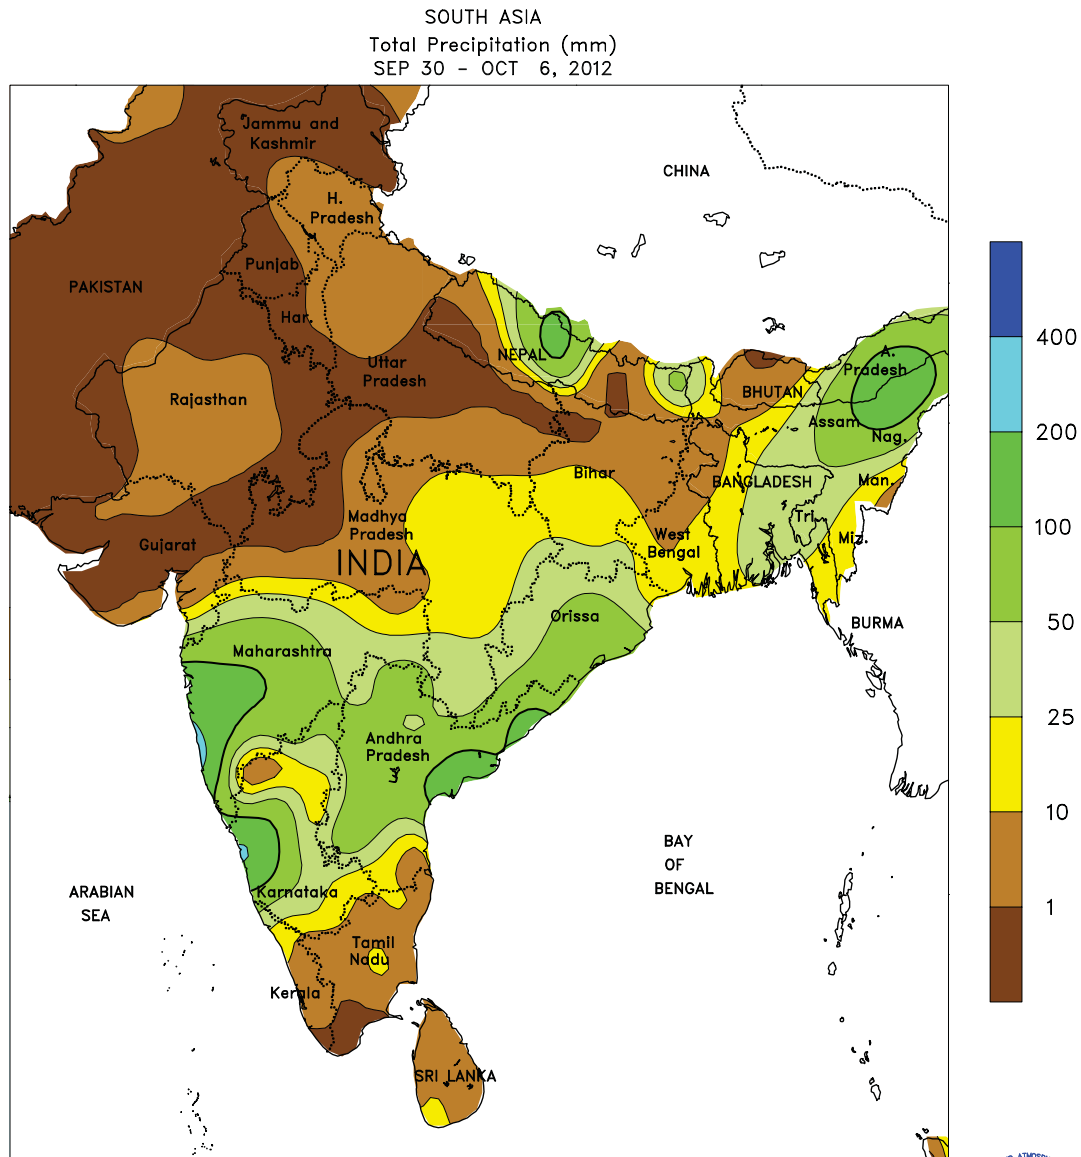 SOUTH ASIA
Total Precipitation (mm)
SEP 30 - OCT 6, 2012
Jammu and
Kashmir
CHINA
H.
Pradesh
Punjab
PAKISTAN
Har.
400
NEPAL
A.
Pradesh
Uttar
Pradesh
BHUTAN
Rajasthan
Assam
200
Nag.
Bihar
BANGLADESH
Man.
Madhya
Pradesh
Tri.
100
West
Bengal
Miz.
Gujarat
INDIA
Orissa
BURMA
50
Maharashtra
25
Andhra
Pradesh
10
BAY
OF
BENGAL
ARABIAN
SEA
Karnataka
1
Tamil
Nadu
Kerala
SRI LANKA